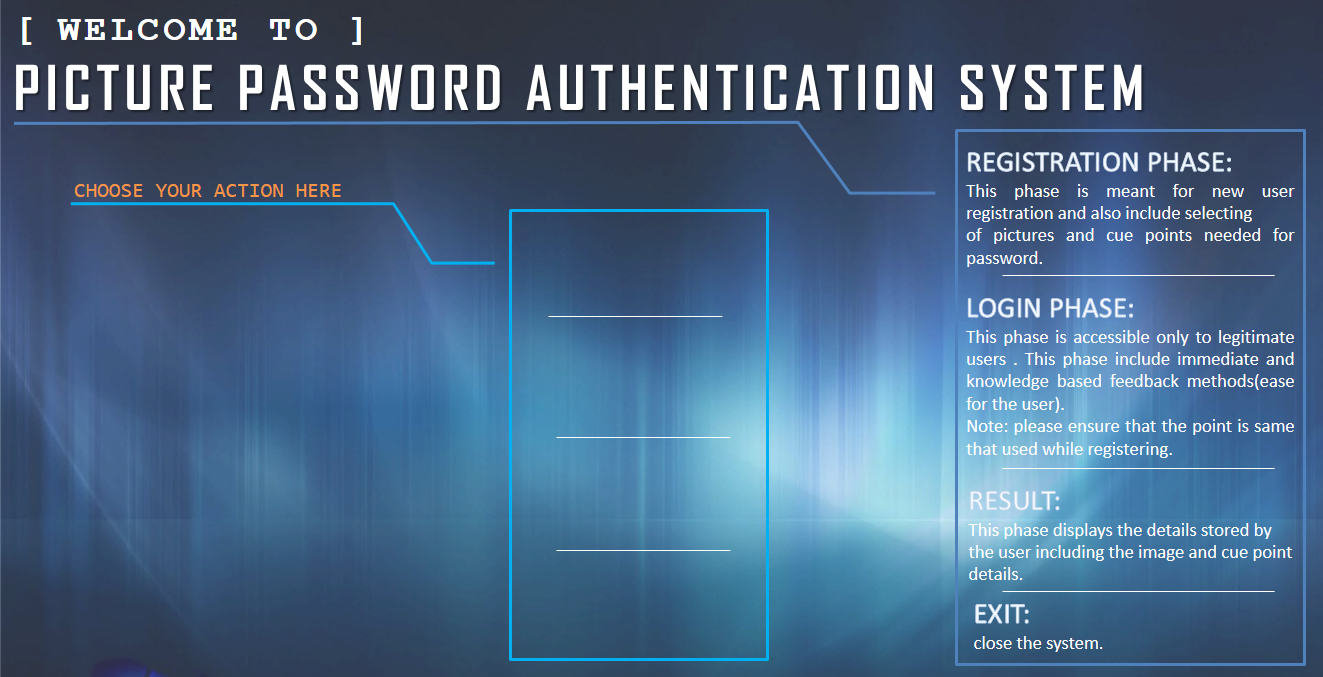 [ WELCOME TO ]
PICTURE PASSWORD AUTHENTICATION SYSTEM
CHOOSE YOUR ACTION HERE
REGISTRATION PHASE:
This phase is meant for new user
registration and also include selecting
of pictures and cue points needed for
password.
LOGIN PHASE:
This phase is accessible only to legitimate
users . This phase include immediate and
knowledge based feedback methods(ease
for the user).
Note: please ensure that the point is same
that used while registering.
RESULT:
This phase displays the details stored by
the user including the image and cue point
details.
EXIT:
close the system.